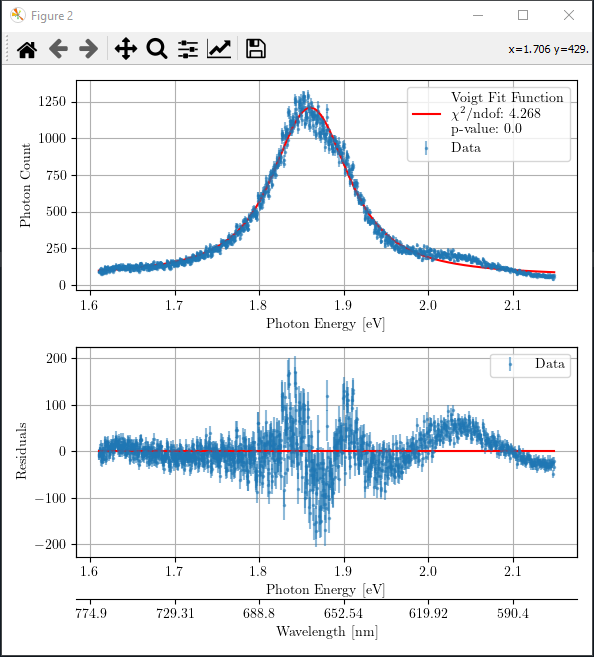 Figure 2
x=1.706 y=429.
1250
1000
750
500
250
0
Photon Count
Voigt Fit Function
χ²/ndof: 4.268
p-value: 0.0
Data
1.6 1.7 1.8 1.9 2.0 2.1
Photon Energy [eV]
200
100
0
−100
−200
Residuals
Data
1.6 1.7 1.8 1.9 2.0 2.1
Photon Energy [eV]
774.9 729.31 688.8 652.54 619.92 590.4
Wavelength [nm]